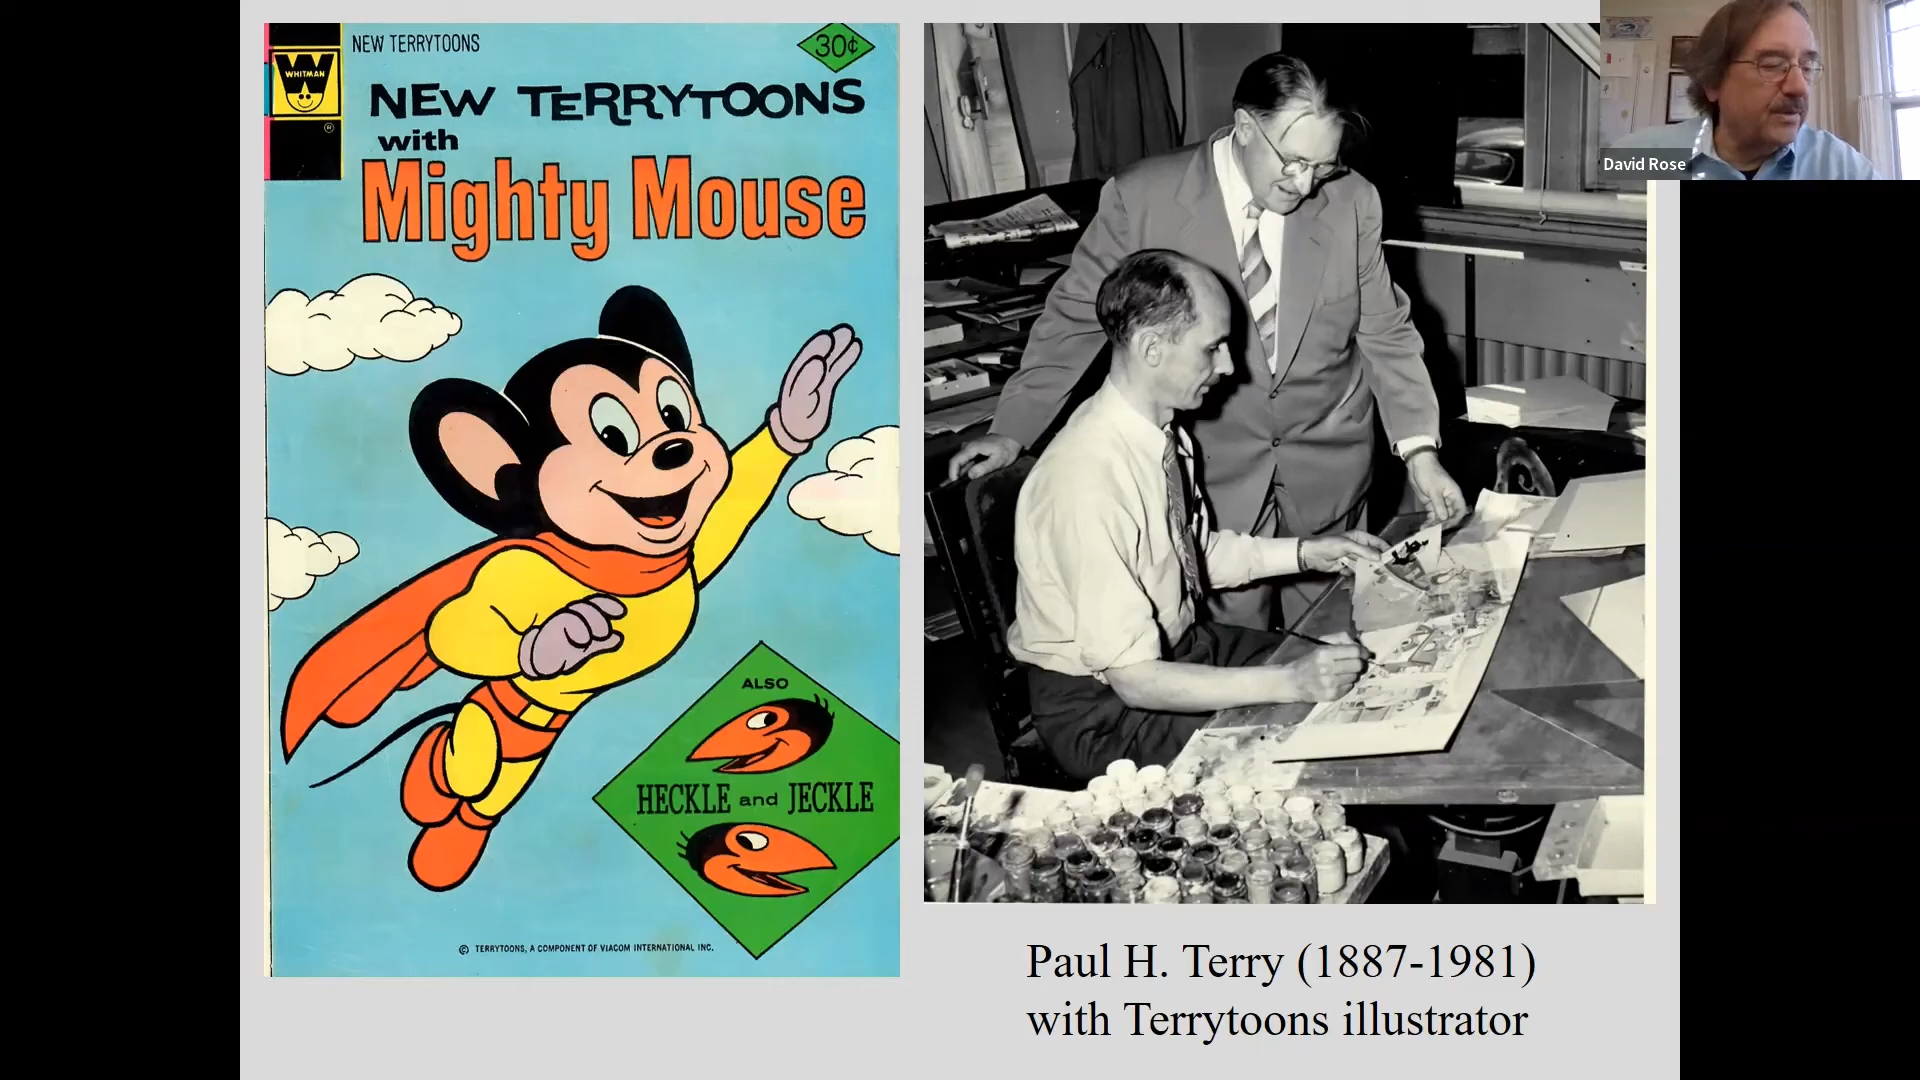 NEW TERRYTOONS
30¢
WHITMAN
®
NEW TERRYTOONS
with
Mighty Mouse
ALSO
HECKLE and JECKLE
© TERRYTOONS, A COMPONENT OF VIACOM INTERNATIONAL INC.
David Rose
Paul H. Terry (1887-1981)
with Terrytoons illustrator